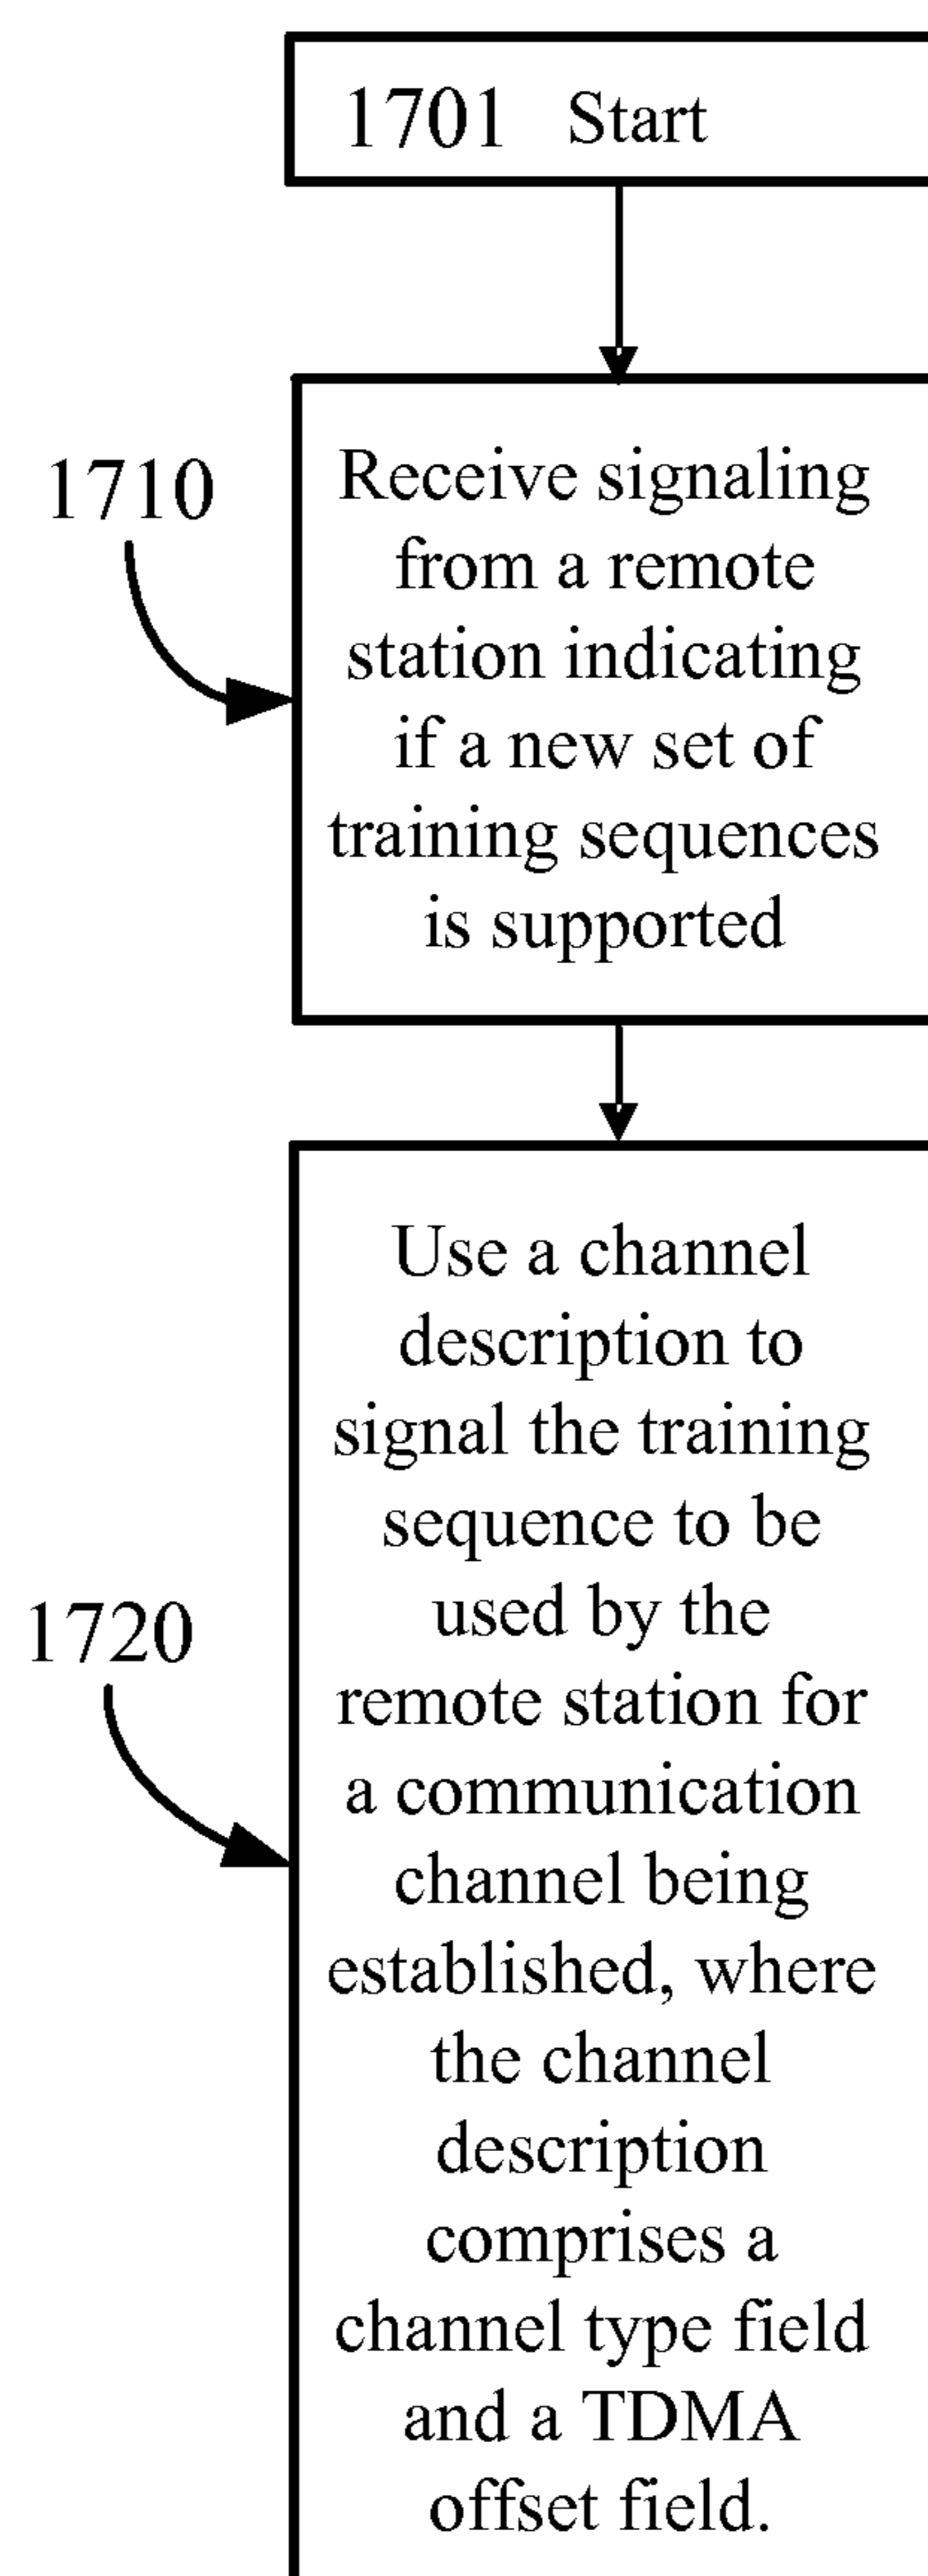 1701 Start
1710
Receive signaling
from a remote
station indicating
if a new set of
training sequences
is supported
1720
Use a channel
description to
signal the training
sequence to be
used by the
remote station for
a communication
channel being
established, where
the channel
description
comprises a
channel type field
and a TDMA
offset field.